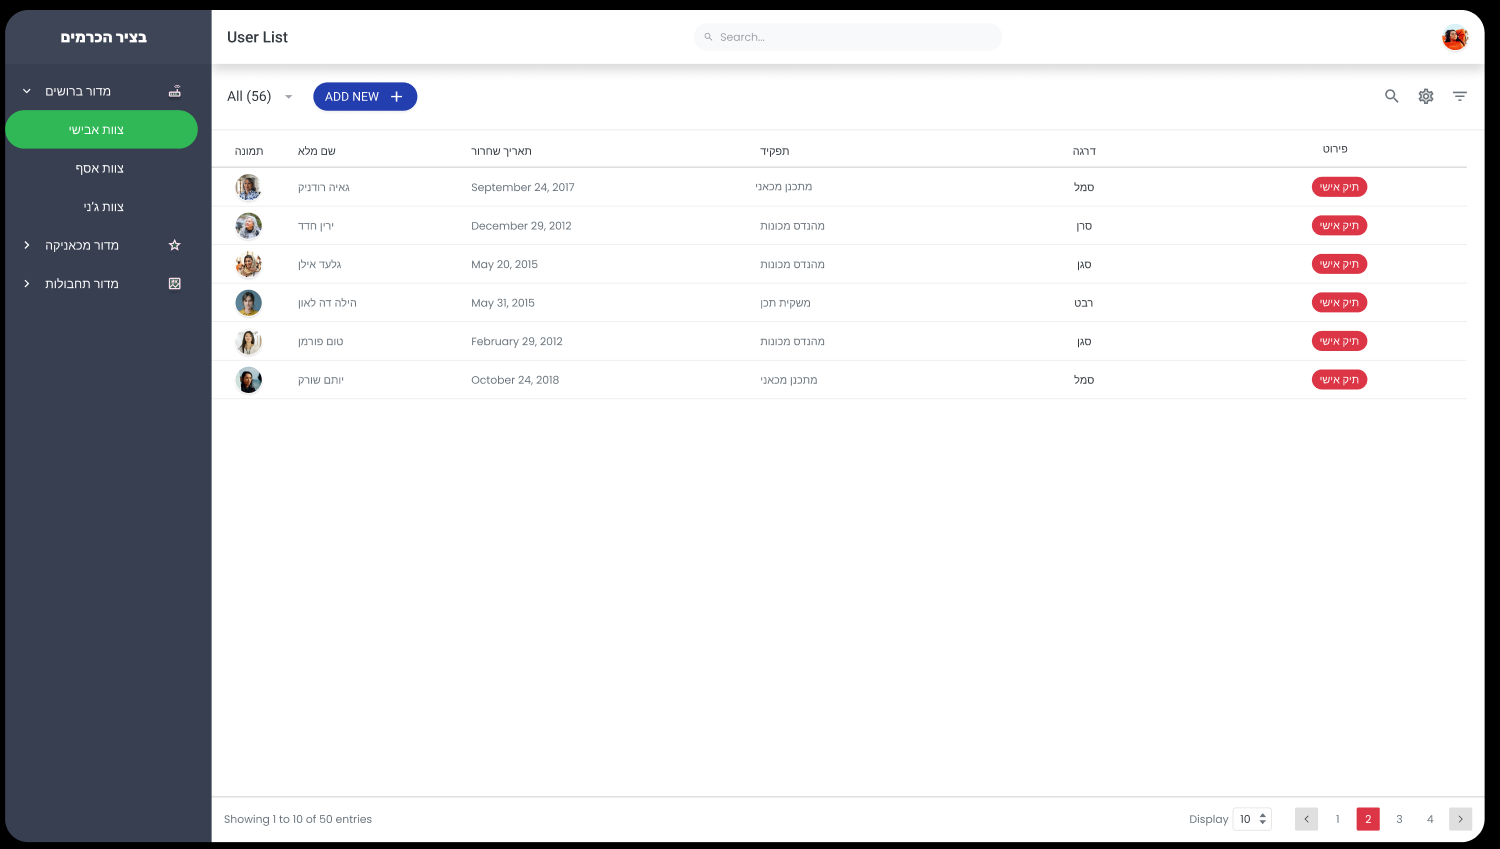 בציר הכרמים
User List
Search...
מדור ברושים
צוות אבישי
צוות אסף
צוות ג'ני
מדור מכאניקה
מדור תחבולות
All (56)
ADD NEW
תמונה שם מלא תאריך שחרור תפקיד דרגה פירוט
גאיה רודניק September 24, 2017 מתכנן מכאני סמל תיק אישי
ירין חדד December 29, 2012 מהנדס מכונות סרן תיק אישי
גלעד אילן May 20, 2015 מהנדס מכונות סגן תיק אישי
הילה דה לאון May 31, 2015 משקית תכן רבט תיק אישי
טום פורמן February 29, 2012 מהנדס מכונות סגן תיק אישי
יותם שורק October 24, 2018 מתכנן מכאני סמל תיק אישי
Showing 1 to 10 of 50 entries
Display 10 1 2 3 4